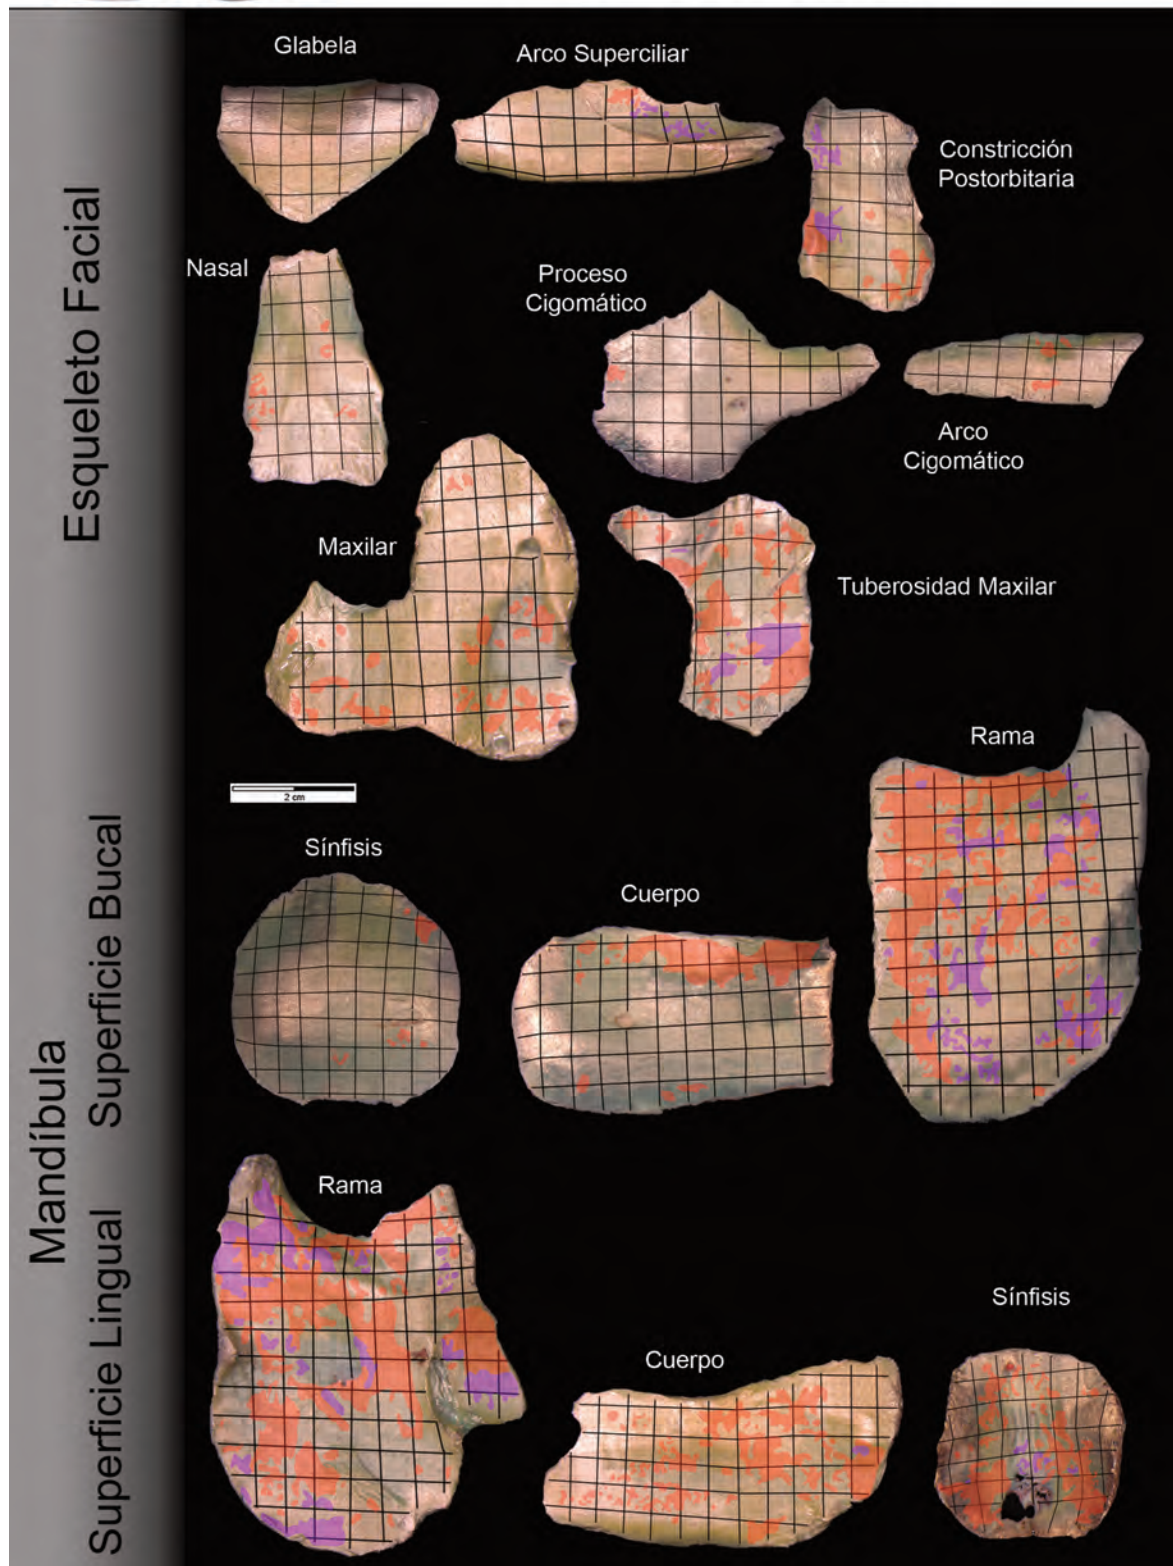 Esqueleto Facial
Glabela
Arco Superciliar
Constricción
Postorbitaria
Nasal
Proceso
Cigomático
Arco
Cigomático
Maxilar
Tuberosidad Maxilar
2 cm
Mandíbula
Superficie Bucal
Sínfisis
Cuerpo
Rama
Superficie Lingual
Rama
Cuerpo
Sínfisis